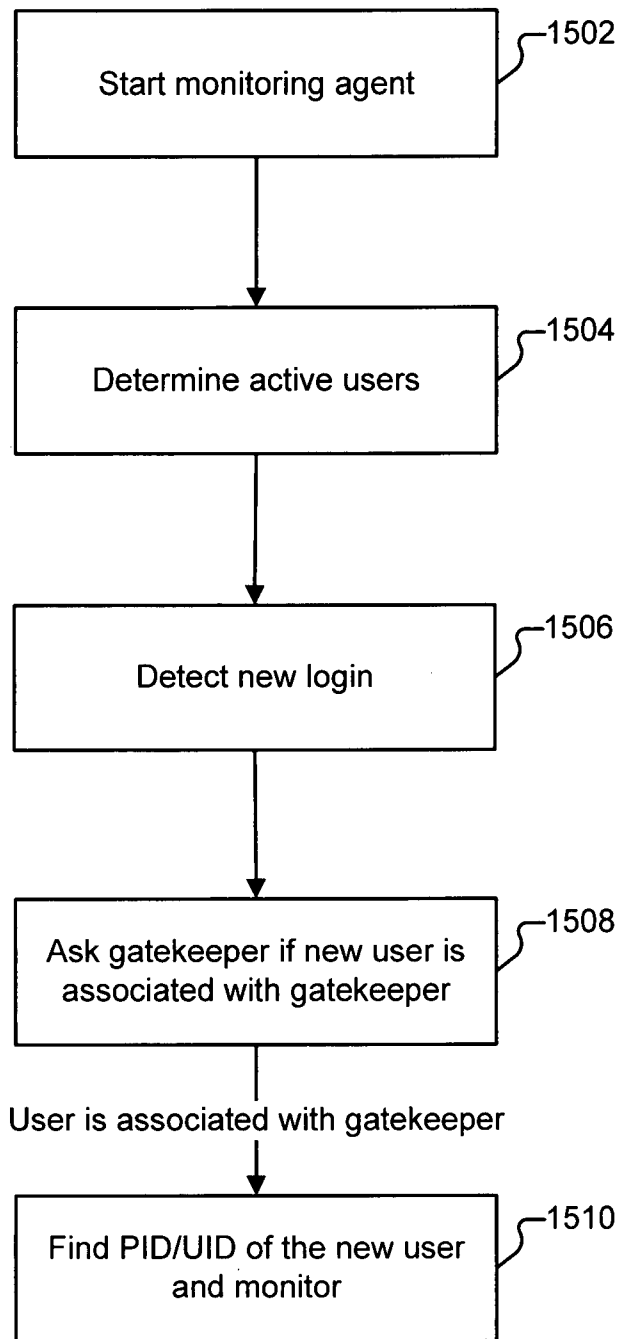 1502
Start monitoring agent
1504
Determine active users
1506
Detect new login
1508
Ask gatekeeper if new user is
associated with gatekeeper
User is associated with gatekeeper
1510
Find PID/UID of the new user
and monitor